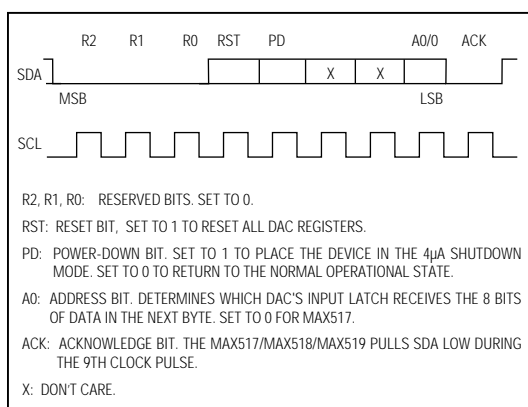 R2 R1 R0 RST PD A0/0 ACK
SDA X X
MSB LSB
SCL
R2, R1, R0: RESERVED BITS. SET TO 0.
RST: RESET BIT, SET TO 1 TO RESET ALL DAC REGISTERS.
PD: POWER-DOWN BIT. SET TO 1 TO PLACE THE DEVICE IN THE 4µA SHUTDOWN
MODE. SET TO 0 TO RETURN TO THE NORMAL OPERATIONAL STATE.
A0: ADDRESS BIT. DETERMINES WHICH DAC'S INPUT LATCH RECEIVES THE 8 BITS
OF DATA IN THE NEXT BYTE. SET TO 0 FOR MAX517.
ACK: ACKNOWLEDGE BIT. THE MAX517/MAX518/MAX519 PULLS SDA LOW DURING
THE 9TH CLOCK PULSE.
X: DON'T CARE.